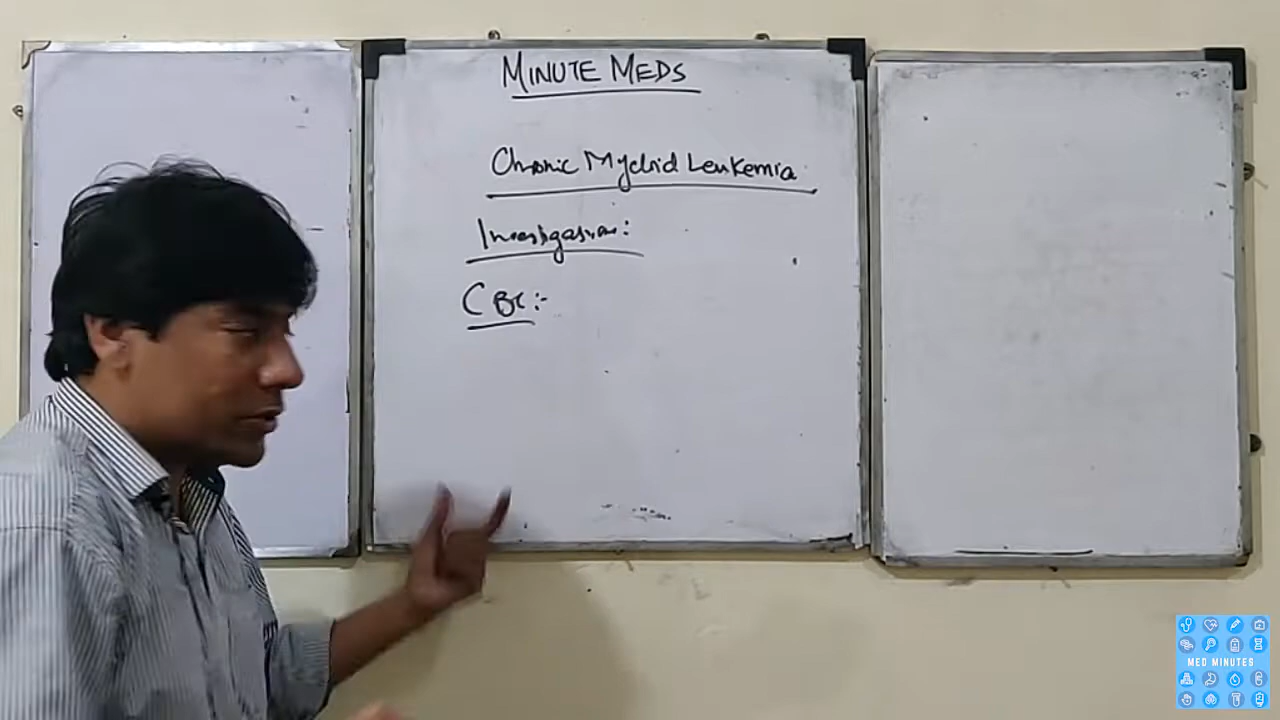 MINUTE MEDS
Chronic Myeloid Leukemia
Investigation:
CBC:-
MED MINUTES